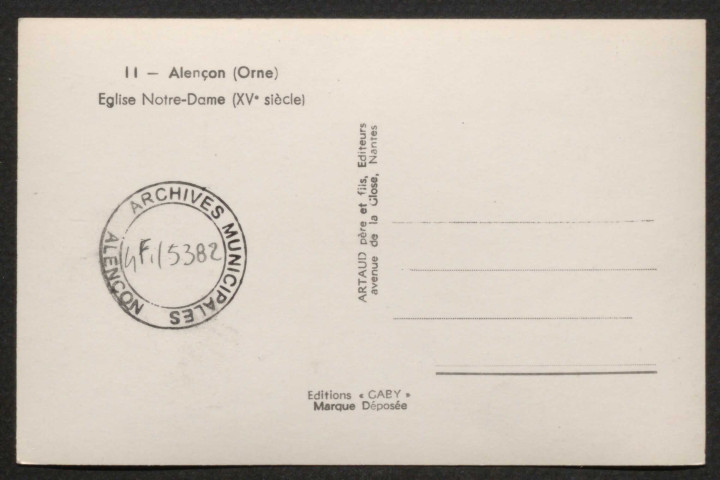 11 — Alençon (Orne)
Eglise Notre-Dame (XVe siècle)
ARCHIVES MUNICIPALES
ALENÇON
4Fi/5382
ARTAUD père et fils, Editeurs
avenue de la Close, Nantes
Editions « GABY »
Marque Déposée